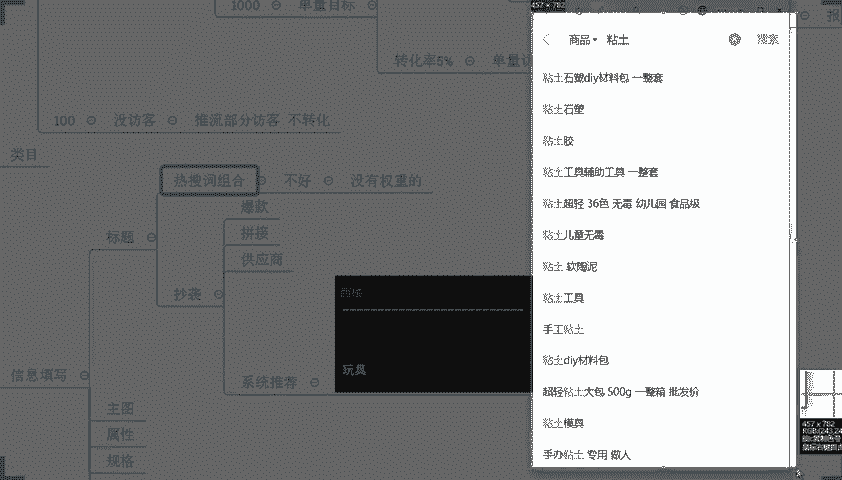 457 × 782
1000 单量目标
转化率5%
100 没访客 推流部分访客 不转化
类目
热搜词组合 不好 没有权重的
爆款
标题 拼接
供应商
抄袭
玩具
信息填写 系统推荐
主图
属性
规格
商品 粘土 搜索
粘土石塑diy材料包 一整套
粘土石塑
粘土胶
粘土工具辅助工具 一整套
粘土超轻 36色 无毒 幼儿园 食品级
粘土儿童无毒
粘土 软陶泥
粘土工具
手工粘土
粘土diy材料包
超轻粘土大包 500g 一整箱 批发价
粘土模具
手办粘土 专用 做人
457 × 782